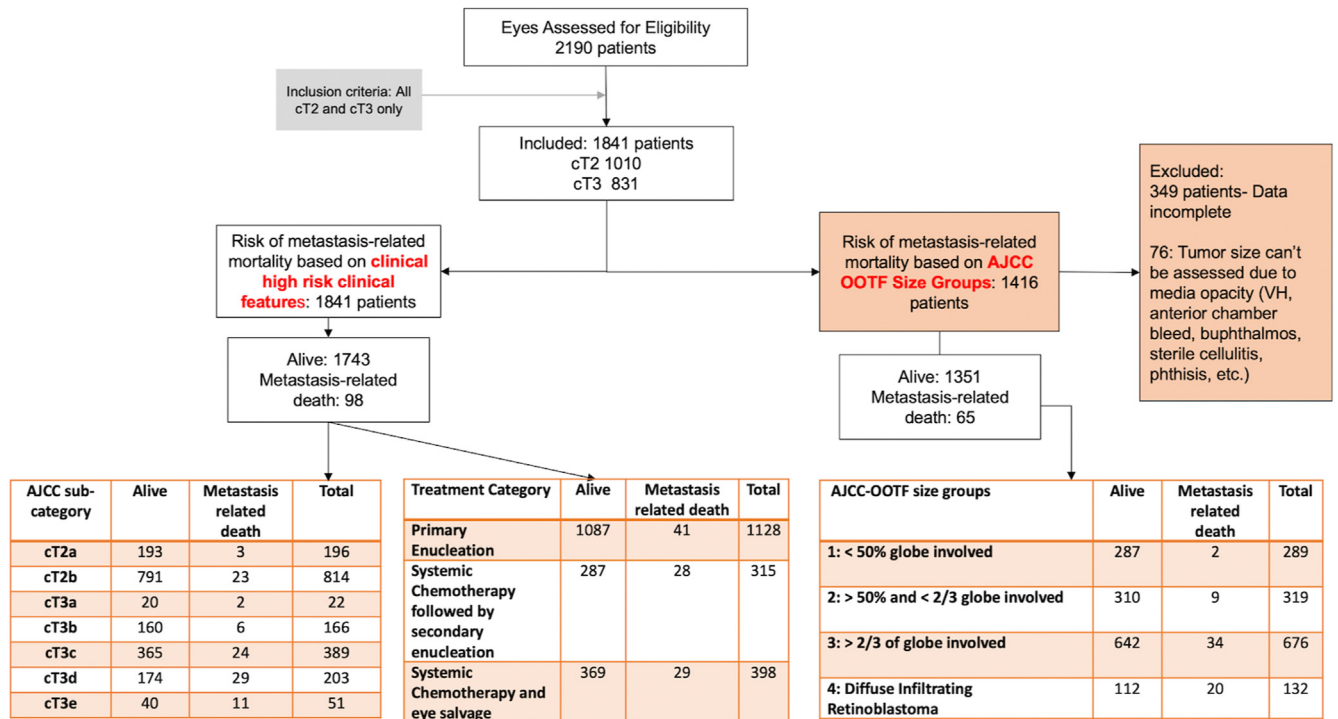 Eyes Assessed for Eligibility
2190 patients
Inclusion criteria: All
cT2 and cT3 only
Included: 1841 patients
cT2 1010
cT3 831
Risk of metastasis-related
mortality based on clinical
high risk clinical
features: 1841 patients
Risk of metastasis-related
mortality based on AJCC
OOTF Size Groups: 1416
patients
Excluded:
349 patients- Data
incomplete
76: Tumor size can't
be assessed due to
media opacity (VH,
anterior chamber
bleed, buphthalmos,
sterile cellulitis,
phthisis, etc.)
Alive: 1743
Metastasis-related
death: 98
Alive: 1351
Metastasis-related
death: 65
AJCC sub-
category
Alive
Metastasis
related
death
Total
cT2a 193 3 196
cT2b 791 23 814
cT3a 20 2 22
cT3b 160 6 166
cT3c 365 24 389
cT3d 174 29 203
cT3e 40 11 51
Treatment Category
Alive
Metastasis
related death
Total
Primary 1087 41 1128
Enucleation
Systemic 287 28 315
Chemotherapy
followed by
secondary
enucleation
Systemic 369 29 398
Chemotherapy and
eye salvage
AJCC-OOTF size groups
Alive
Metastasis
related
death
Total
1: < 50% globe involved 287 2 289
2: > 50% and < 2/3 globe involved 310 9 319
3: > 2/3 of globe involved 642 34 676
4: Diffuse Infiltrating 112 20 132
Retinoblastoma